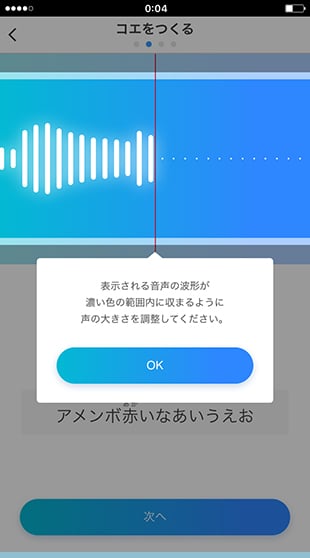 0:04
コエをつくる
表示される音声の波形が
濃い色の範囲内に収まるように
声の大きさを調整してください。
OK
あか
アメンボ赤いなあいうえお
次へ